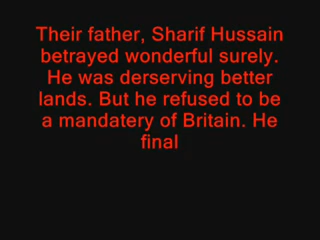 Their father, Sharif Hussain
betrayed wonderful surely.
He was derserving better
lands. But he refused to be
a mandatery of Britain. He
final